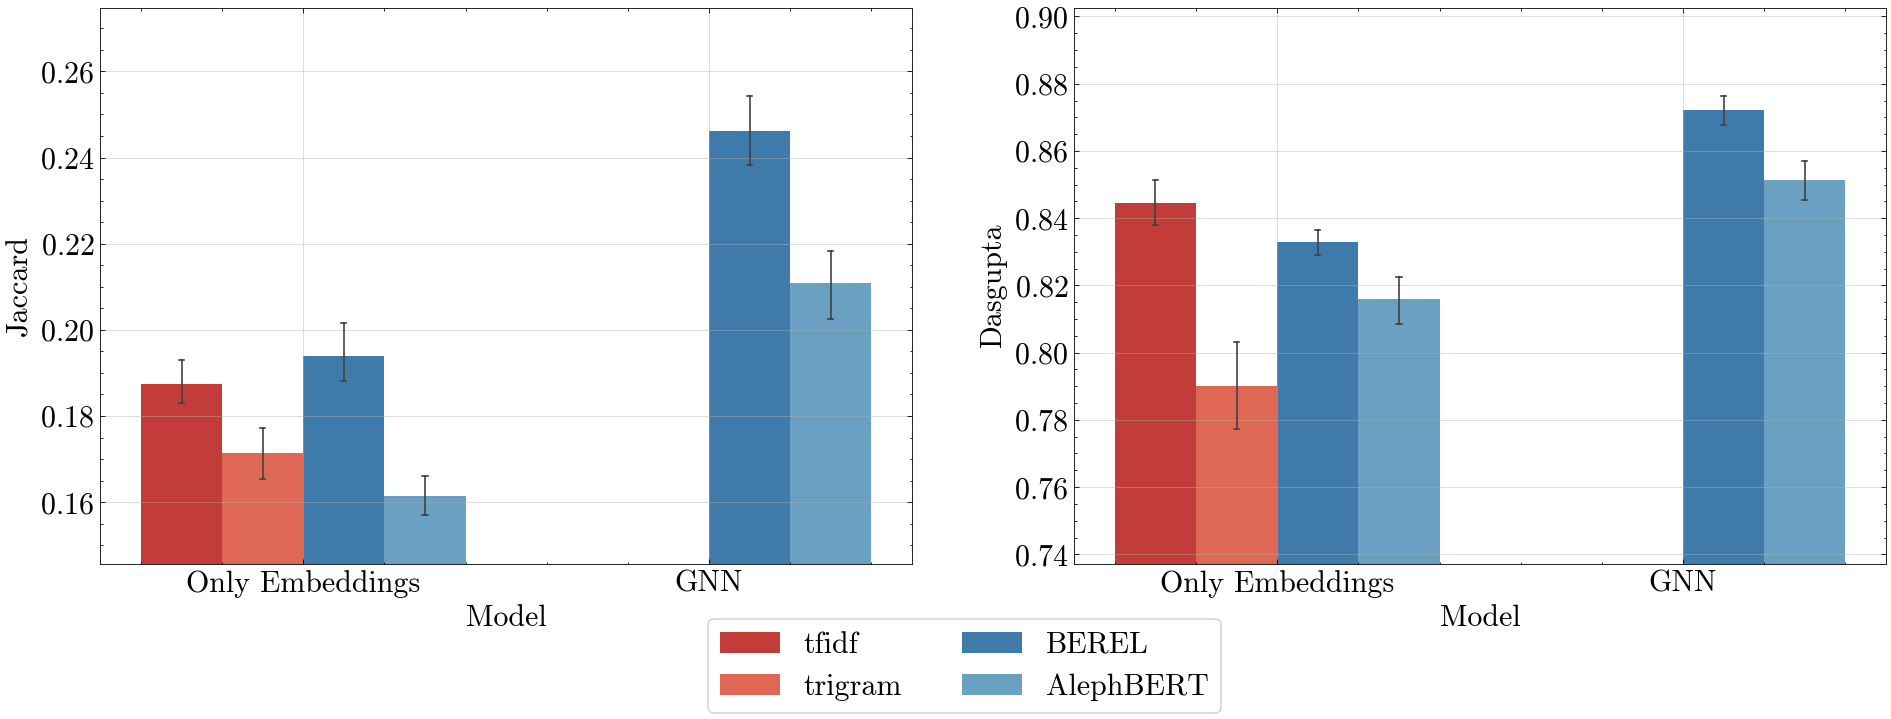 0.26
0.24
0.22
0.20
0.18
0.16
Jaccard
Only Embeddings
GNN
Model
0.90
0.88
0.86
0.84
0.82
0.80
0.78
0.76
0.74
Dasgupta
Only Embeddings
GNN
Model
tfidf
trigram
BEREL
AlephBERT